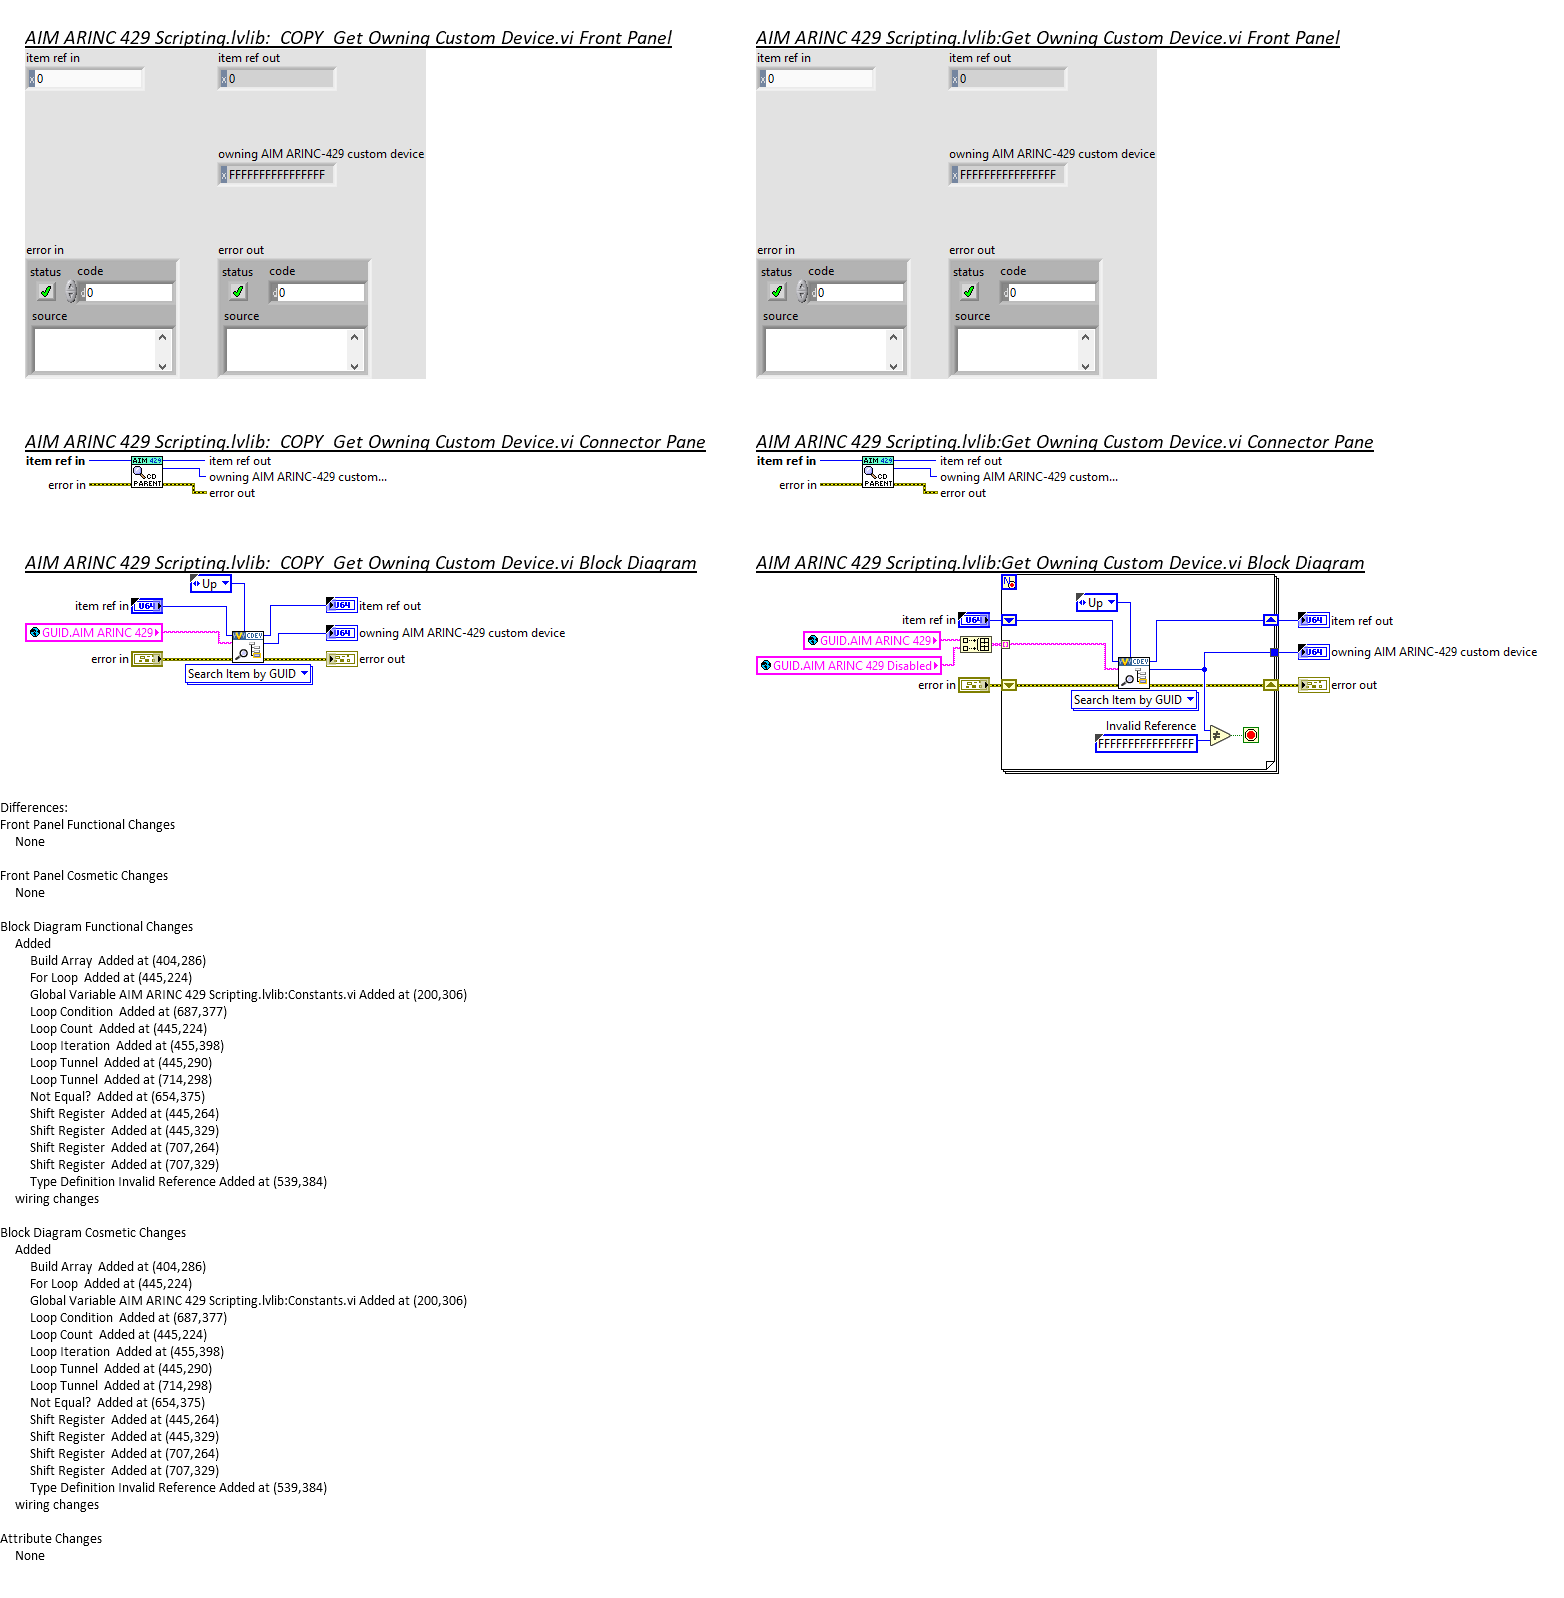 AIM ARINC 429 Scripting.lvlib:  COPY  Get Owning Custom Device.vi Front Panel
item ref in
item ref out
x 0
x 0
owning AIM ARINC-429 custom device
x FFFFFFFFFFFFFFFF
error in
error out
status code
status code
d 0
d 0
source
source
AIM ARINC 429 Scripting.lvlib:Get Owning Custom Device.vi Front Panel
item ref in
item ref out
x 0
x 0
owning AIM ARINC-429 custom device
x FFFFFFFFFFFFFFFF
error in
error out
status code
status code
d 0
d 0
source
source
AIM ARINC 429 Scripting.lvlib:  COPY  Get Owning Custom Device.vi Connector Pane
item ref in
AIM 429
CD
PARENT
item ref out
owning AIM ARINC-429 custom...
error in
error out
AIM ARINC 429 Scripting.lvlib:Get Owning Custom Device.vi Connector Pane
item ref in
AIM 429
CD
PARENT
item ref out
owning AIM ARINC-429 custom...
error in
error out
AIM ARINC 429 Scripting.lvlib:  COPY  Get Owning Custom Device.vi Block Diagram
Up
item ref in U64
U64 item ref out
GUID.AIM ARINC 429
CDEV
U64 owning AIM ARINC-429 custom device
error in
error out
Search Item by GUID
AIM ARINC 429 Scripting.lvlib:Get Owning Custom Device.vi Block Diagram
N
Up
item ref in U64
U64 item ref out
GUID.AIM ARINC 429
GUID.AIM ARINC 429 Disabled
CDEV
U64 owning AIM ARINC-429 custom device
error in
error out
Search Item by GUID
Invalid Reference
FFFFFFFFFFFFFFFF
≠
Differences:
Front Panel Functional Changes
None
Front Panel Cosmetic Changes
None
Block Diagram Functional Changes
Added
Build Array  Added at (404,286)
For Loop  Added at (445,224)
Global Variable AIM ARINC 429 Scripting.lvlib:Constants.vi Added at (200,306)
Loop Condition  Added at (687,377)
Loop Count  Added at (445,224)
Loop Iteration  Added at (455,398)
Loop Tunnel  Added at (445,290)
Loop Tunnel  Added at (714,298)
Not Equal?  Added at (654,375)
Shift Register  Added at (445,264)
Shift Register  Added at (445,329)
Shift Register  Added at (707,264)
Shift Register  Added at (707,329)
Type Definition Invalid Reference Added at (539,384)
wiring changes
Block Diagram Cosmetic Changes
Added
Build Array  Added at (404,286)
For Loop  Added at (445,224)
Global Variable AIM ARINC 429 Scripting.lvlib:Constants.vi Added at (200,306)
Loop Condition  Added at (687,377)
Loop Count  Added at (445,224)
Loop Iteration  Added at (455,398)
Loop Tunnel  Added at (445,290)
Loop Tunnel  Added at (714,298)
Not Equal?  Added at (654,375)
Shift Register  Added at (445,264)
Shift Register  Added at (445,329)
Shift Register  Added at (707,264)
Shift Register  Added at (707,329)
Type Definition Invalid Reference Added at (539,384)
wiring changes
Attribute Changes
None